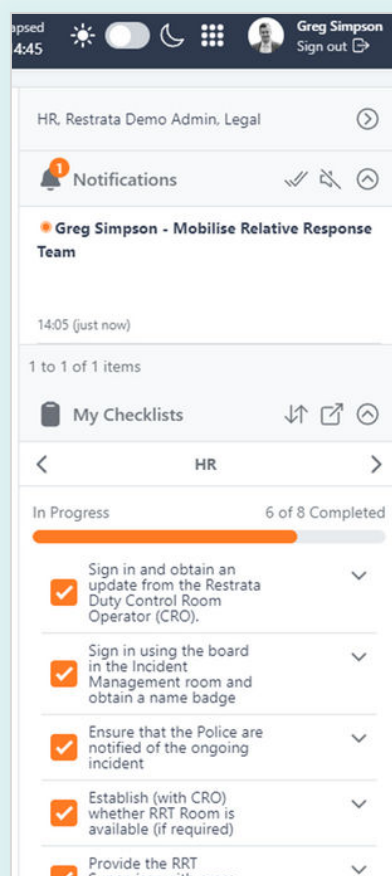 apsed
4:45
Greg Simpson
Sign out
HR, Restrata Demo Admin, Legal
1
Notifications
Greg Simpson - Mobilise Relative Response
Team
14:05 (just now)
1 to 1 of 1 items
My Checklists
HR
In Progress
6 of 8 Completed
Sign in and obtain an
update from the Restrata
Duty Control Room
Operator (CRO).
Sign in using the board
in the Incident
Management room and
obtain a name badge
Ensure that the Police are
notified of the ongoing
incident
Establish (with CRO)
whether RRT Room is
available (if required)
Provide the RRT